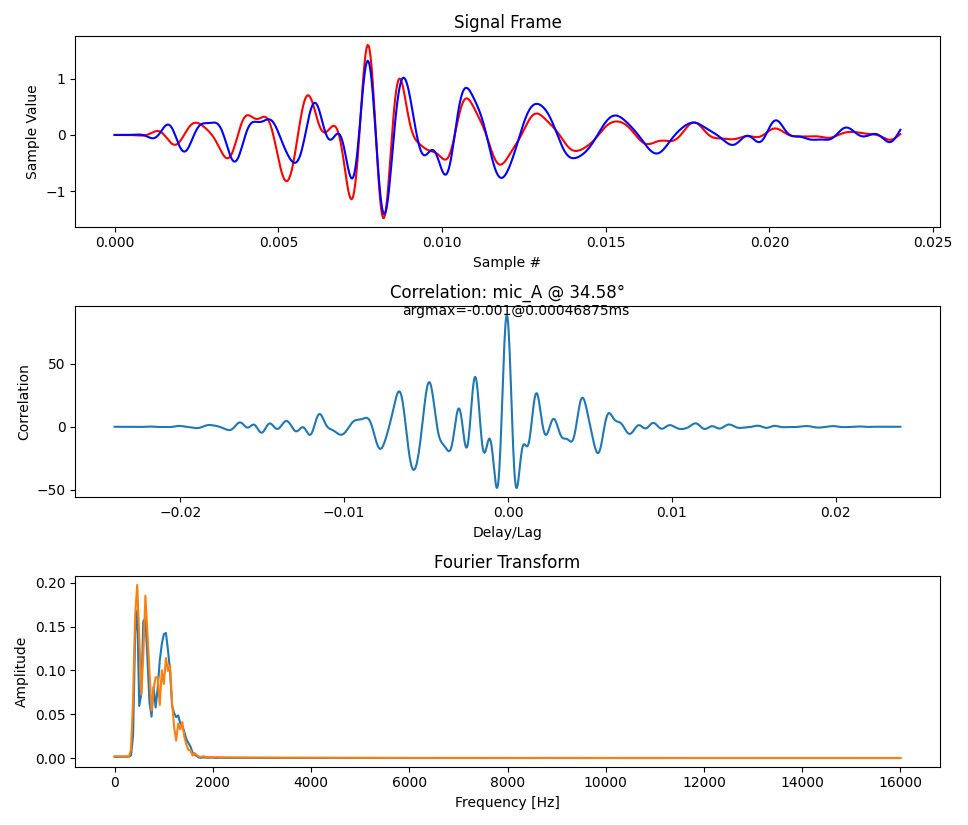 Signal Frame
Sample Value
1
0
−1
0.000 0.005 0.010 0.015 0.020 0.025
Sample #
Correlation: mic_A @ 34.58°
argmax=-0.001@0.00046875ms
Correlation
50
0
−50
−0.02 −0.01 0.00 0.01 0.02
Delay/Lag
Fourier Transform
Amplitude
0.20
0.15
0.10
0.05
0.00
0 2000 4000 6000 8000 10000 12000 14000 16000
Frequency [Hz]